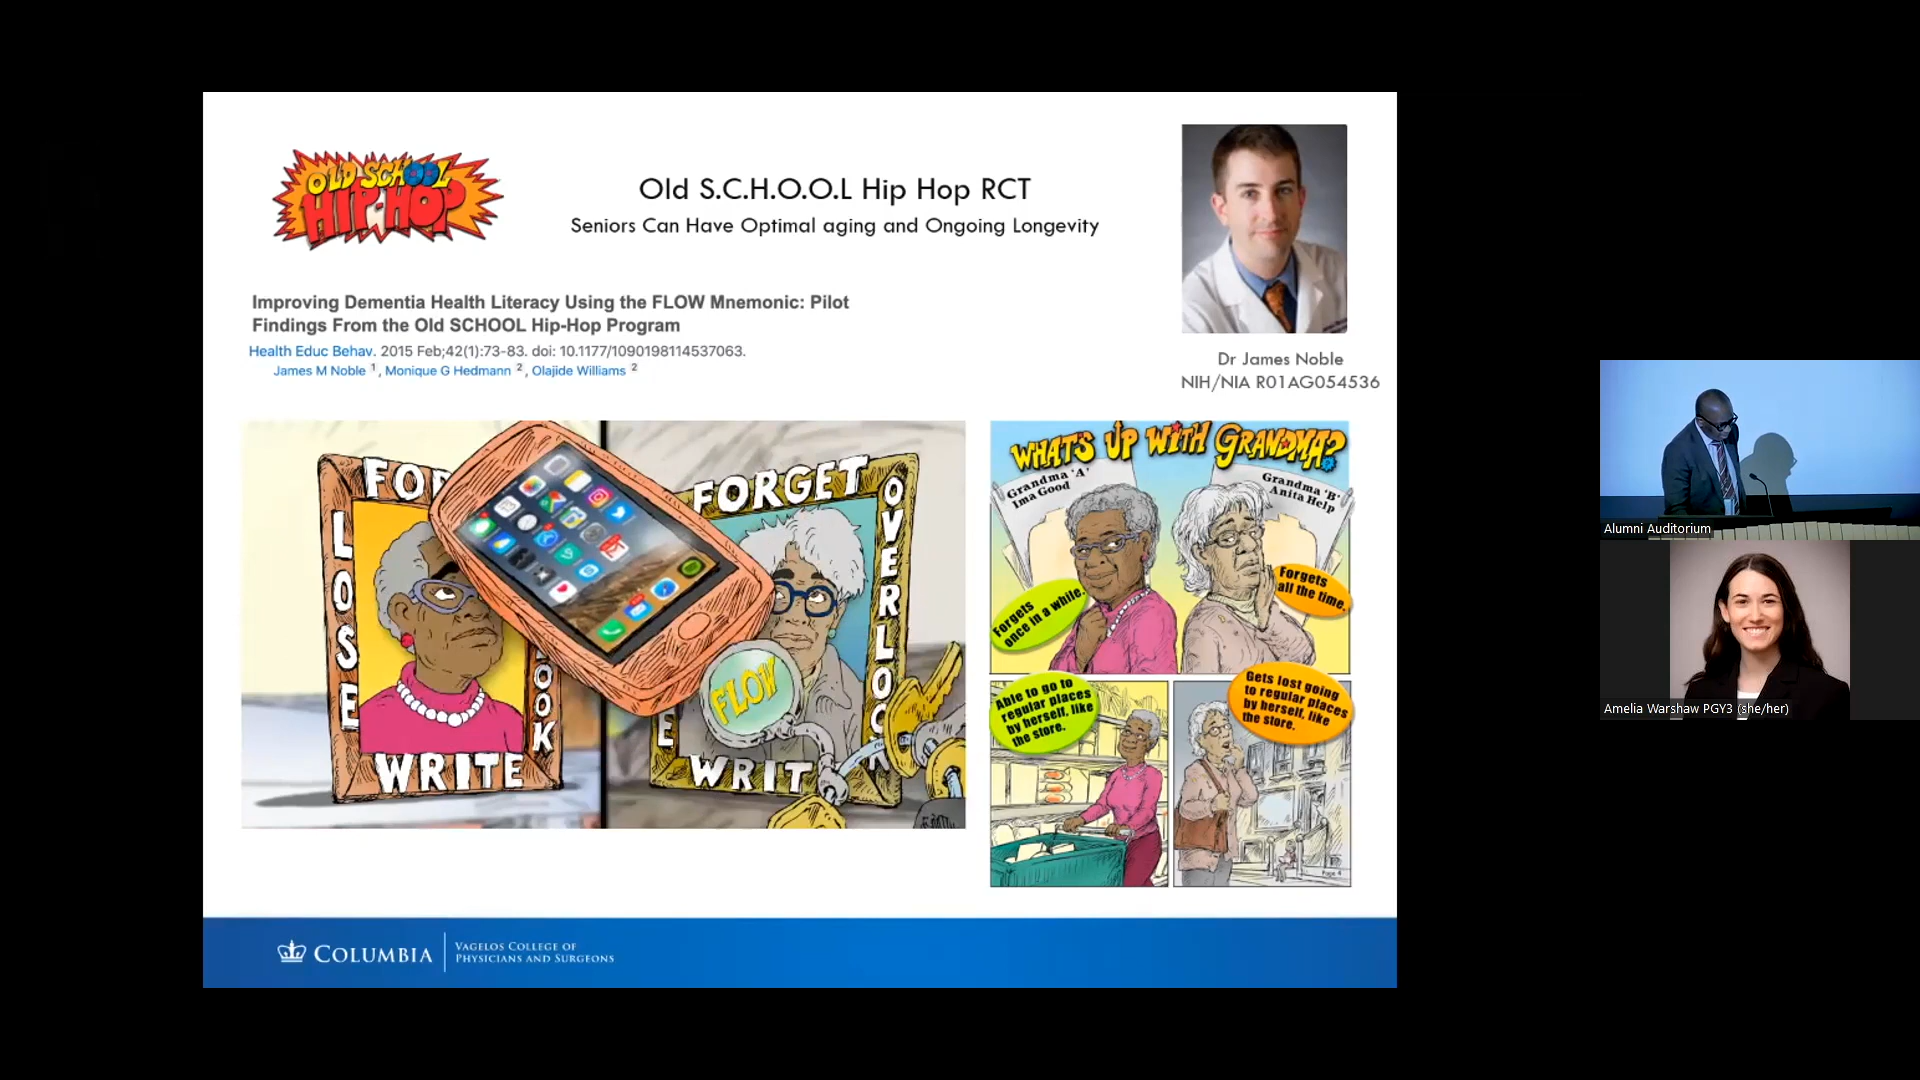 OLD SCHOOL
HIP-HOP
Old S.C.H.O.O.L Hip Hop RCT
Seniors Can Have Optimal aging and Ongoing Longevity
Improving Dementia Health Literacy Using the FLOW Mnemonic: Pilot
Findings From the Old SCHOOL Hip-Hop Program
Health Educ Behav. 2015 Feb;42(1):73-83. doi: 10.1177/1090198114537063.
James M Noble 1, Monique G Hedmann 2, Olajide Williams 2
Dr James Noble
NIH/NIA R01AG054536
FOR
LOSE
OOK
WRITE
FORGET
OVERLOOK
E
WRIT
FLOW
WHAT'S UP WITH GRANDMA?
Grandma 'A'
Ima Good
Grandma 'B'
Anita Help
Forgets
once in a while.
Forgets
all the time.
Able to go to
regular places
by herself, like
the store.
Gets lost going
to regular places
by herself, like
the store.
Page 4
COLUMBIA
VAGELOS COLLEGE OF
PHYSICIANS AND SURGEONS
Alumni Auditorium
Amelia Warshaw PGY3 (she/her)